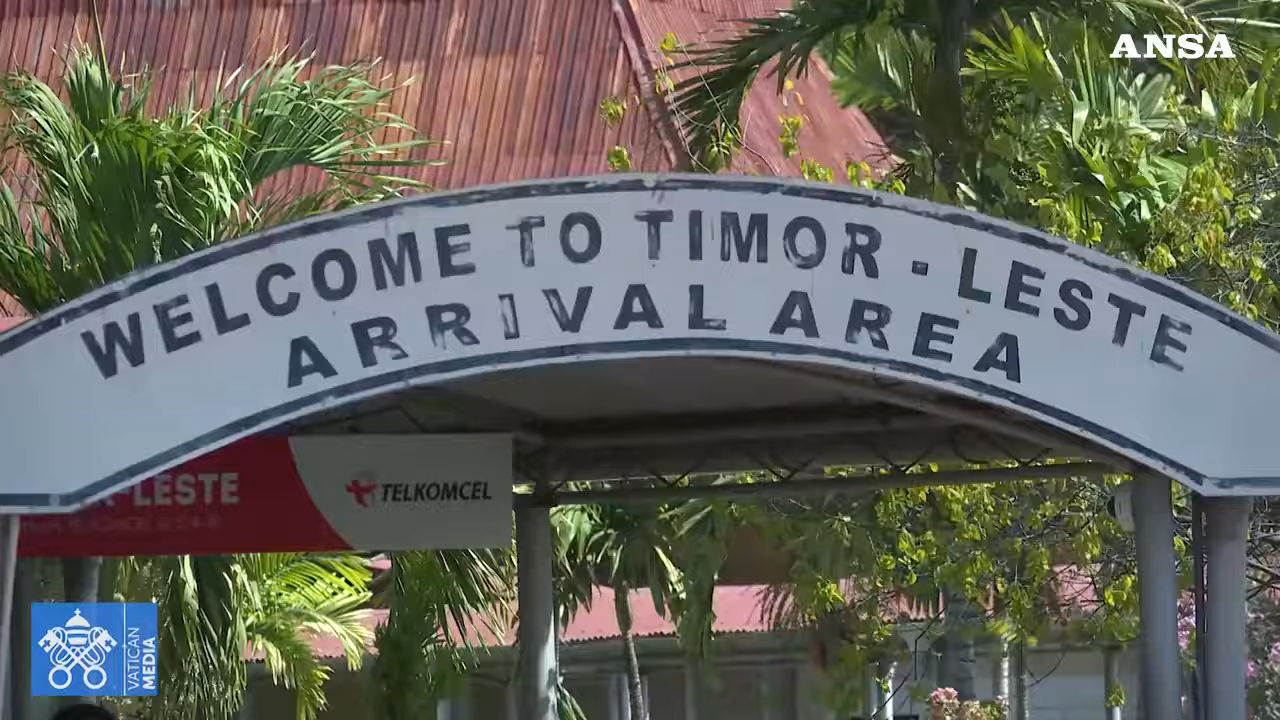 ANSA
WELCOME TO TIMOR - LESTE
ARRIVAL AREA
-LESTE
TELKOMCEL
VATICAN
MEDIA